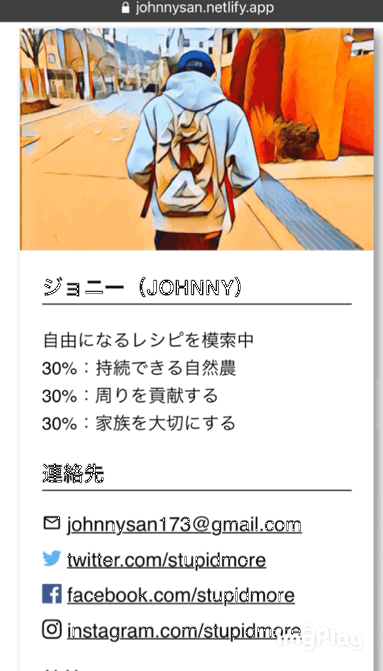 johnnysan.netlify.app
ジョニー（JOHNNY）
自由になるレシピを模索中
30%：持続できる自然農
30%：周りを貢献する
30%：家族を大切にする
連絡先
johnnysan173@gmail.com
twitter.com/stupidmore
facebook.com/stupidmore
instagram.com/stupidmore
ImgPlay